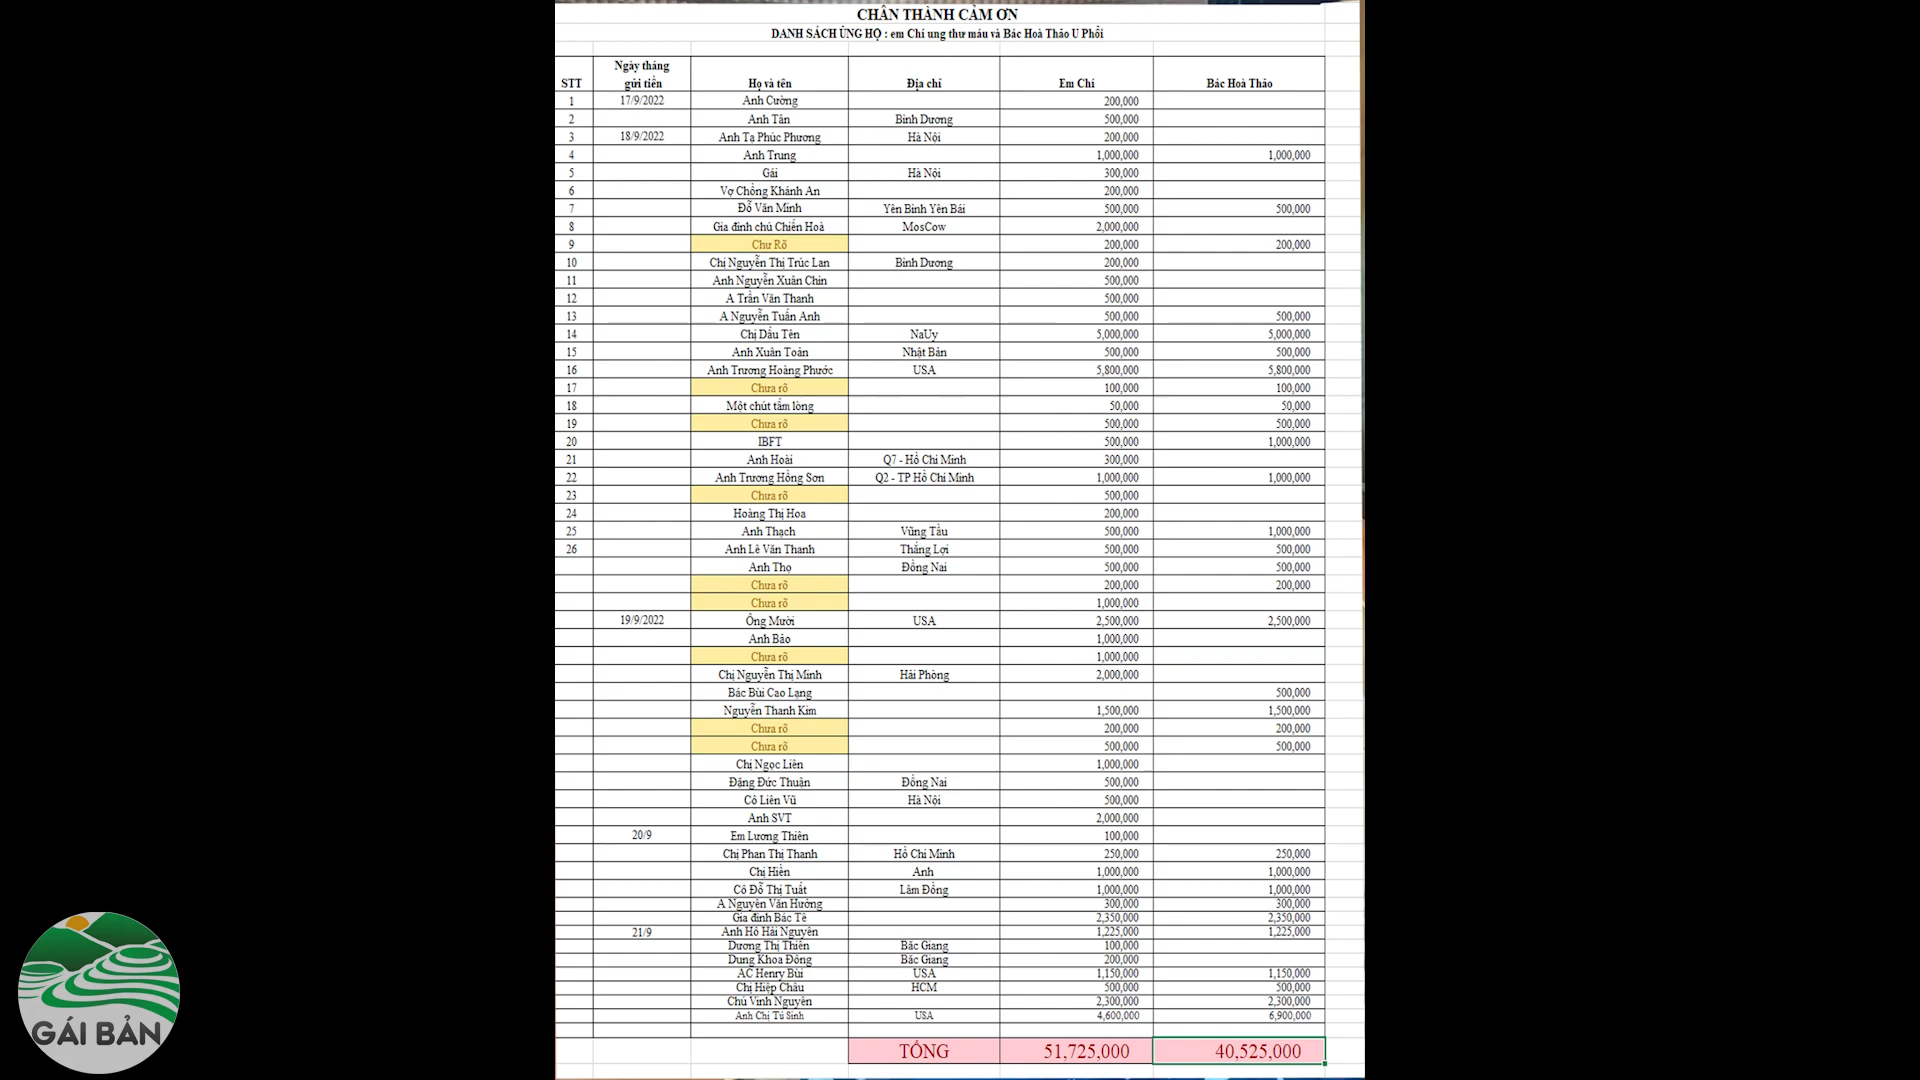 CHÂN THÀNH CẢM ƠN
DANH SÁCH ỦNG HỘ : em Chi ung thư máu và Bác Hoà Thảo U Phổi
STT Ngày tháng gửi tiền Họ và tên Địa chỉ Em Chi Bác Hoà Thảo
1 17/9/2022 Anh Cường 200,000
2 Anh Tân Bình Dương 500,000
3 18/9/2022 Anh Tạ Phúc Phương Hà Nội 200,000
4 Anh Trung 1,000,000 1,000,000
5 Gái Hà Nội 300,000
6 Vợ Chồng Khánh An 200,000
7 Đỗ Văn Minh Yên Bình Yên Bái 500,000 500,000
8 Gia đình chú Chiến Hoà MosCow 2,000,000
9 Chư Rõ 200,000 200,000
10 Chị Nguyễn Thị Trúc Lan Bình Dương 200,000
11 Anh Nguyễn Xuân Chín 500,000
12 A Trần Văn Thanh 500,000
13 A Nguyễn Tuấn Anh 500,000 500,000
14 Chị Dấu Tên NaUy 5,000,000 5,000,000
15 Anh Xuân Toản Nhật Bản 500,000 500,000
16 Anh Trương Hoàng Phước USA 5,800,000 5,800,000
17 Chưa rõ 100,000 100,000
18 Một chút tấm lòng 50,000 50,000
19 Chưa rõ 500,000 500,000
20 IBFT 500,000 1,000,000
21 Anh Hoài Q7 - Hồ Chí Minh 300,000
22 Anh Trương Hồng Sơn Q2 - TP Hồ Chí Minh 1,000,000 1,000,000
23 Chưa rõ 500,000
24 Hoàng Thị Hoa 200,000
25 Anh Thạch Vũng Tầu 500,000 1,000,000
26 Anh Lê Văn Thanh Thắng Lợi 500,000 500,000
Anh Thọ Đồng Nai 500,000 500,000
Chưa rõ 200,000 200,000
Chưa rõ 1,000,000
19/9/2022 Ông Mười USA 2,500,000 2,500,000
Anh Bảo 1,000,000
Chưa rõ 1,000,000
Chị Nguyễn Thị Minh Hải Phòng 2,000,000
Bác Bùi Cao Lạng 500,000
Nguyễn Thanh Kim 1,500,000 1,500,000
Chưa rõ 200,000 200,000
Chưa rõ 500,000 500,000
Chị Ngọc Liên 1,000,000
Đặng Đức Thuận Đồng Nai 500,000
Cô Liên Vũ Hà Nội 500,000
Anh SVT 2,000,000
20/9 Em Lương Thiên 100,000
Chị Phan Thị Thanh Hồ Chí Minh 250,000 250,000
Chị Hiền Anh 1,000,000 1,000,000
Cô Đỗ Thị Tuất Lâm Đồng 1,000,000 1,000,000
A Nguyễn Văn Hường 300,000 300,000
Gia đình Bác Tê 2,350,000 2,350,000
21/9 Anh Hồ Hải Nguyên 1,225,000 1,225,000
Dương Thị Thiên Bắc Giang 100,000
Dung Khoa Đông Bắc Giang 200,000
AC Henry Bùi USA 1,150,000 1,150,000
Chị Hiệp Châu HCM 500,000 500,000
Chú Vinh Nguyên 2,300,000 2,300,000
Anh Chị Tú Sinh USA 4,600,000 6,900,000
TỔNG 51,725,000 40,525,000
GÁI BẢN